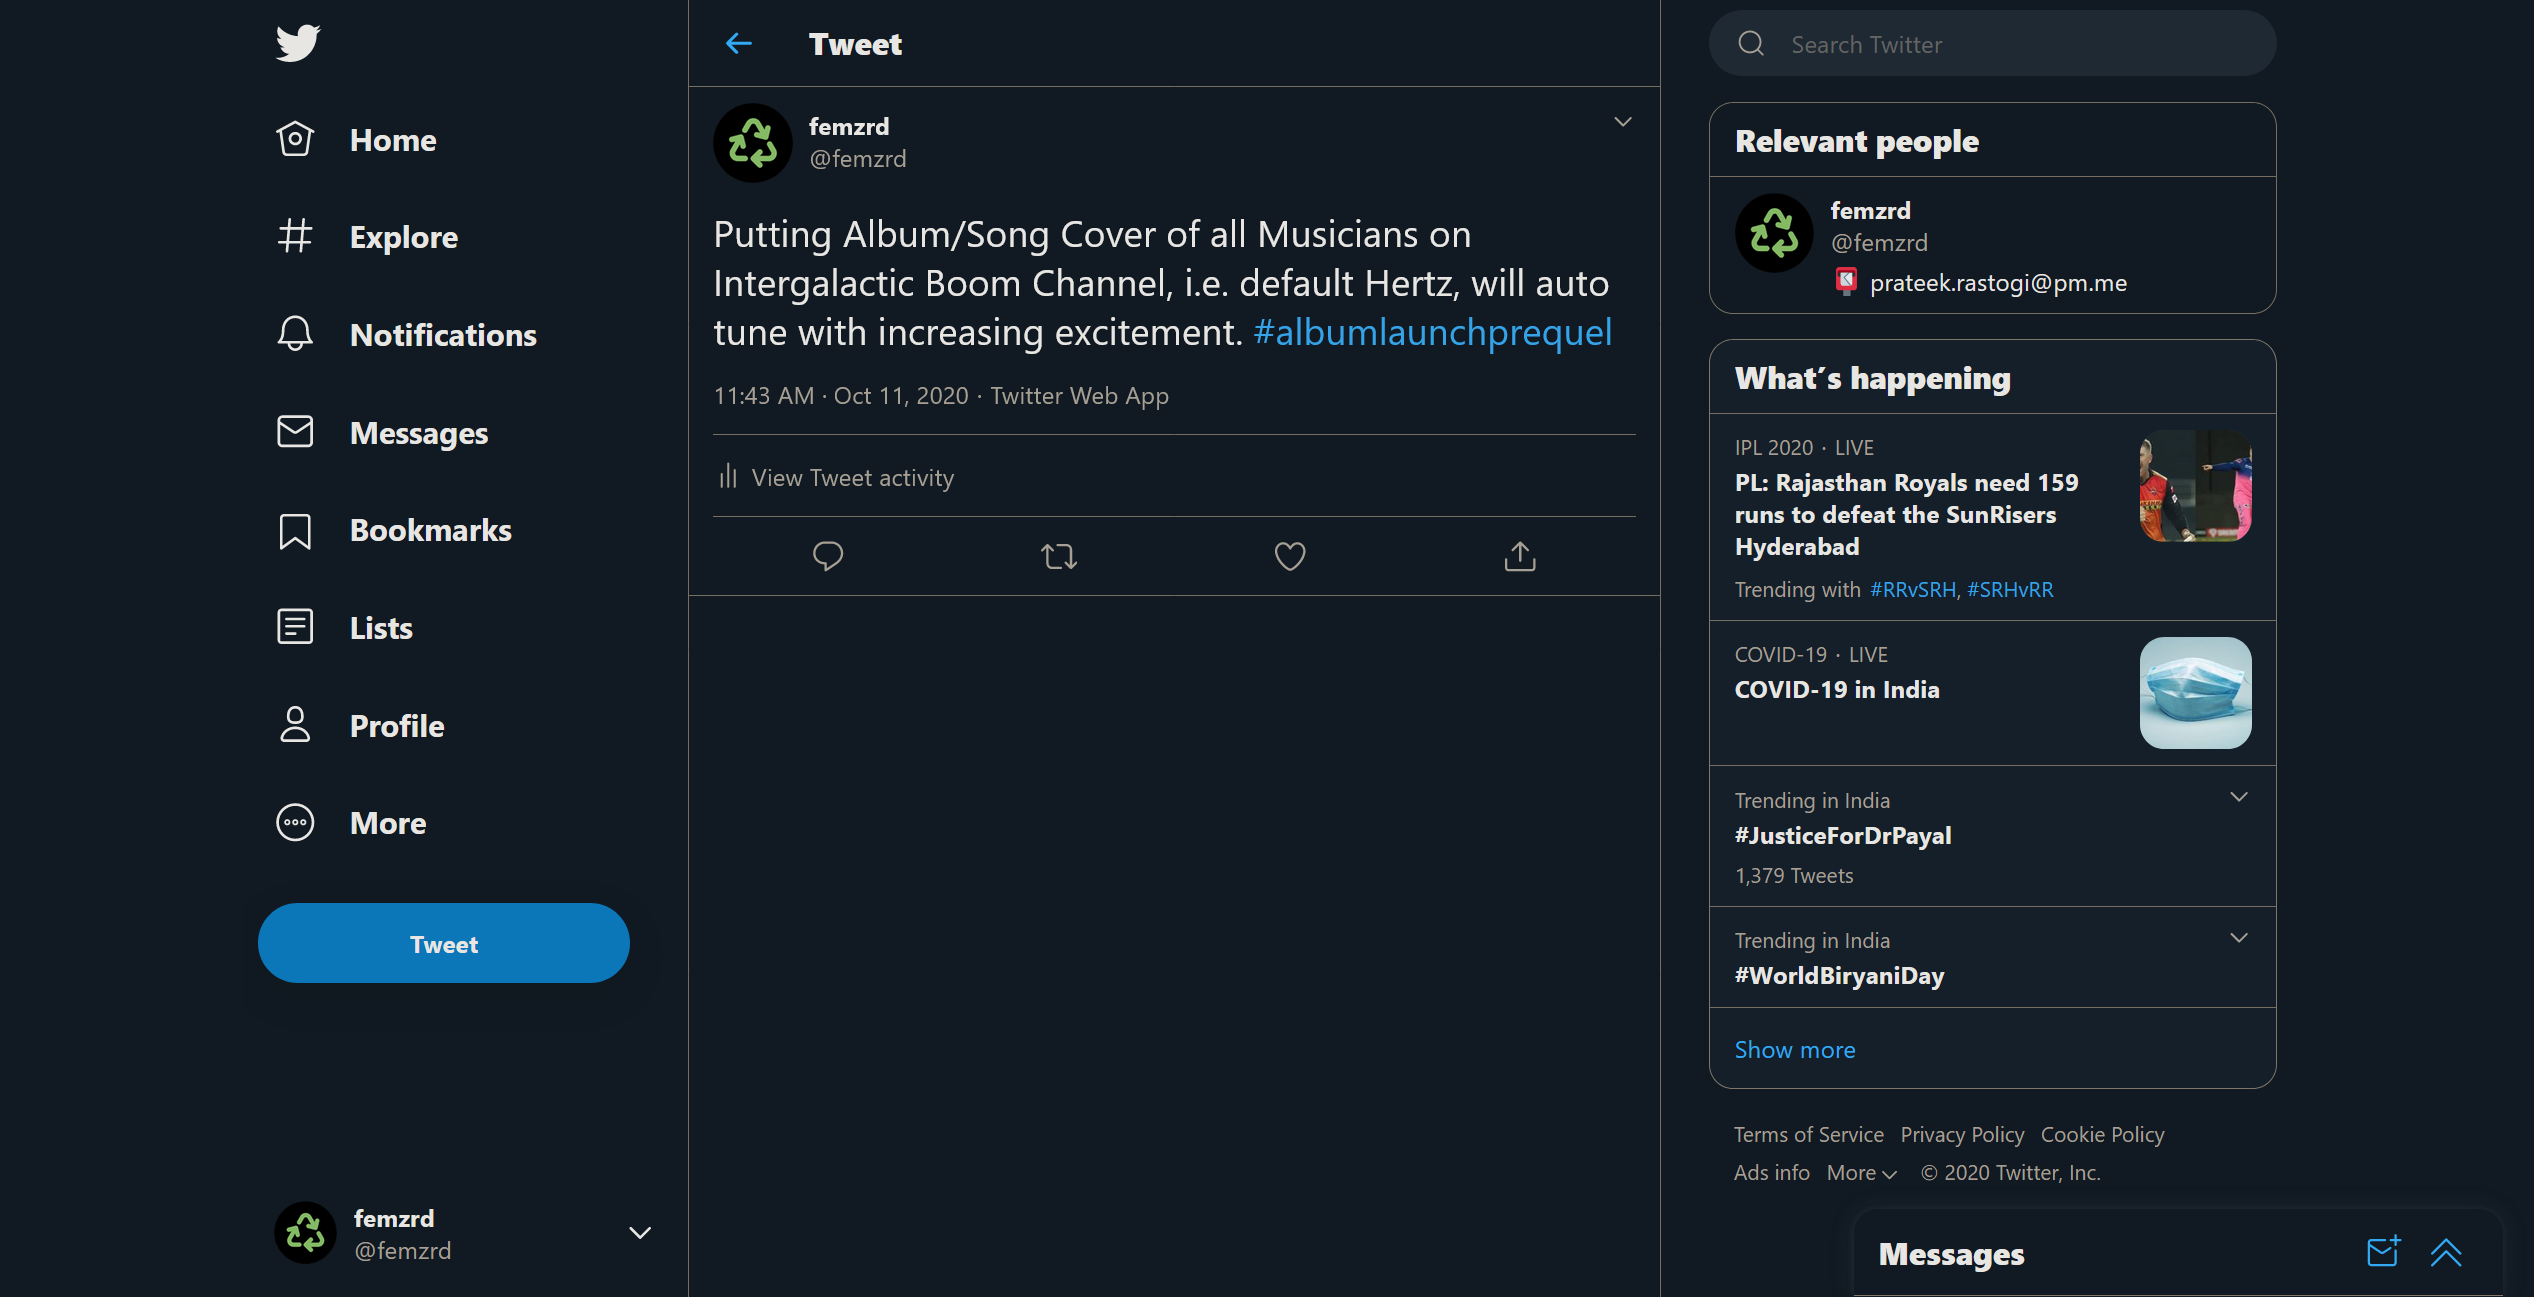 Home
Explore
Notifications
Messages
Bookmarks
Lists
Profile
More
Tweet
femzrd
@femzrd
Tweet
femzrd
@femzrd
Putting Album/Song Cover of all Musicians on
Intergalactic Boom Channel, i.e. default Hertz, will auto
tune with increasing excitement. #albumlaunchprequel
11:43 AM · Oct 11, 2020 · Twitter Web App
View Tweet activity
Search Twitter
Relevant people
femzrd
@femzrd
prateek.rastogi@pm.me
What´s happening
IPL 2020 · LIVE
PL: Rajasthan Royals need 159
runs to defeat the SunRisers
Hyderabad
Trending with #RRvSRH, #SRHvRR
COVID-19 · LIVE
COVID-19 in India
Trending in India
#JusticeForDrPayal
1,379 Tweets
Trending in India
#WorldBiryaniDay
Show more
Terms of Service Privacy Policy Cookie Policy
Ads info More © 2020 Twitter, Inc.
Messages